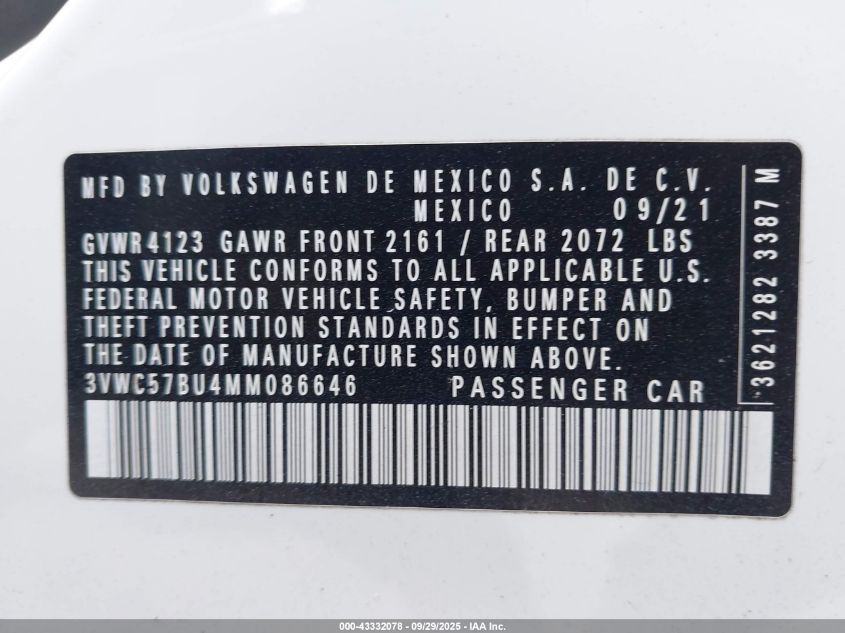 MFD BY VOLKSWAGEN DE MEXICO S.A. DE C.V.
MEXICO 09/21
GVWR4123 GAWR FRONT 2161 / REAR 2072 LBS
THIS VEHICLE CONFORMS TO ALL APPLICABLE U.S.
FEDERAL MOTOR VEHICLE SAFETY, BUMPER AND
THEFT PREVENTION STANDARDS IN EFFECT ON
THE DATE OF MANUFACTURE SHOWN ABOVE.
3VWC57BU4MM086646 PASSENGER CAR
3621282 3387 M
000-43332078 - 09/29/2025 - IAA Inc.